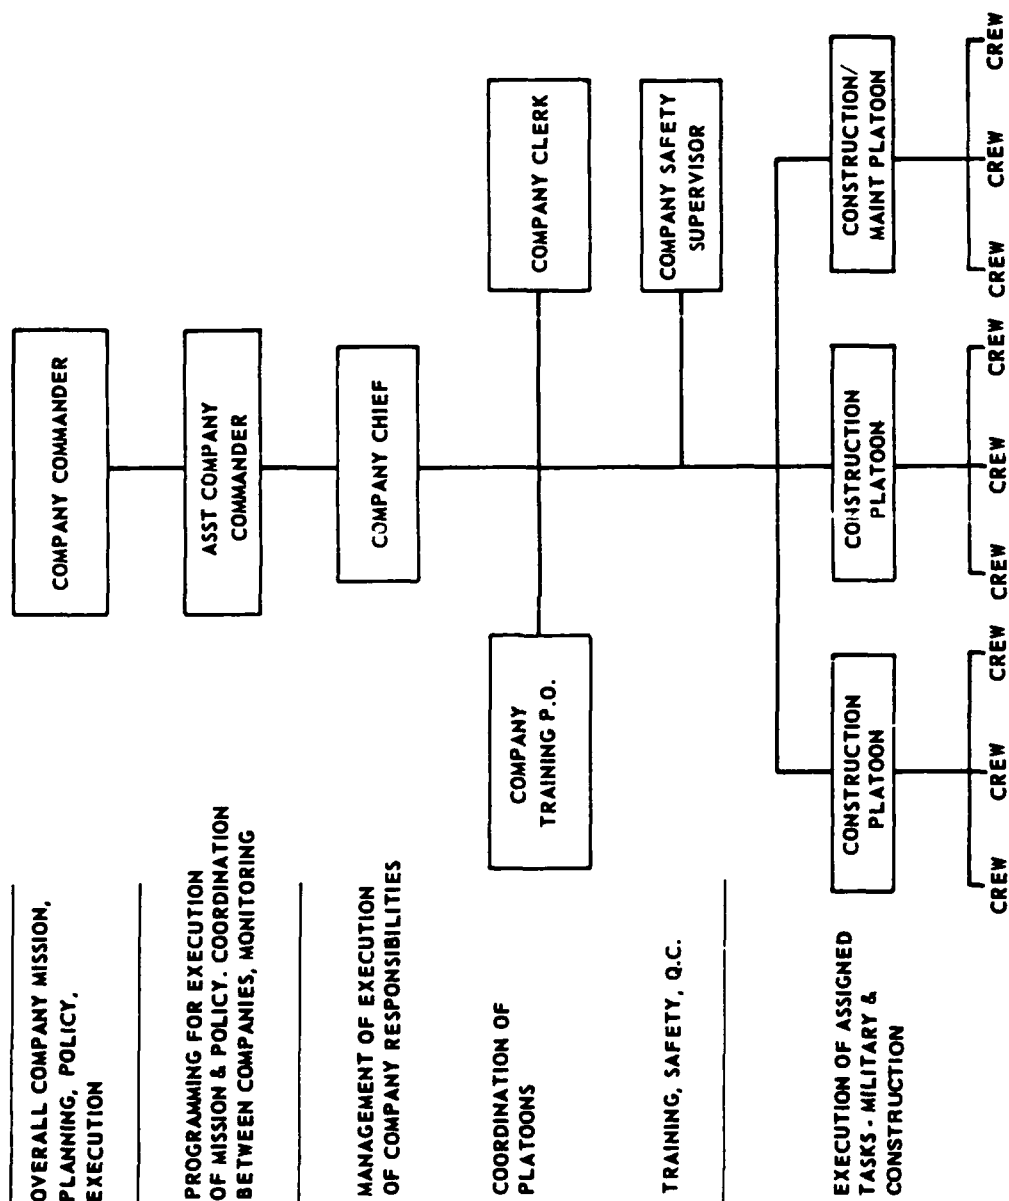 OVERALL COMPANY MISSION,
PLANNING, POLICY,
EXECUTION
COMPANY COMMANDER
PROGRAMMING FOR EXECUTION
OF MISSION & POLICY. COORDINATION
BETWEEN COMPANIES, MONITORING
ASST COMPANY
COMMANDER
MANAGEMENT OF EXECUTION
OF COMPANY RESPONSIBILITIES
COMPANY CHIEF
COORDINATION OF
PLATOONS
COMPANY
TRAINING P.O.
COMPANY CLERK
TRAINING, SAFETY, Q.C.
COMPANY SAFETY
SUPERVISOR
EXECUTION OF ASSIGNED
TASKS - MILITARY &
CONSTRUCTION
CONSTRUCTION
PLATOON
CONSTRUCTION
PLATOON
CONSTRUCTION/
MAINT PLATOON
CREW
CREW
CREW
CREW
CREW
CREW
CREW
CREW
CREW